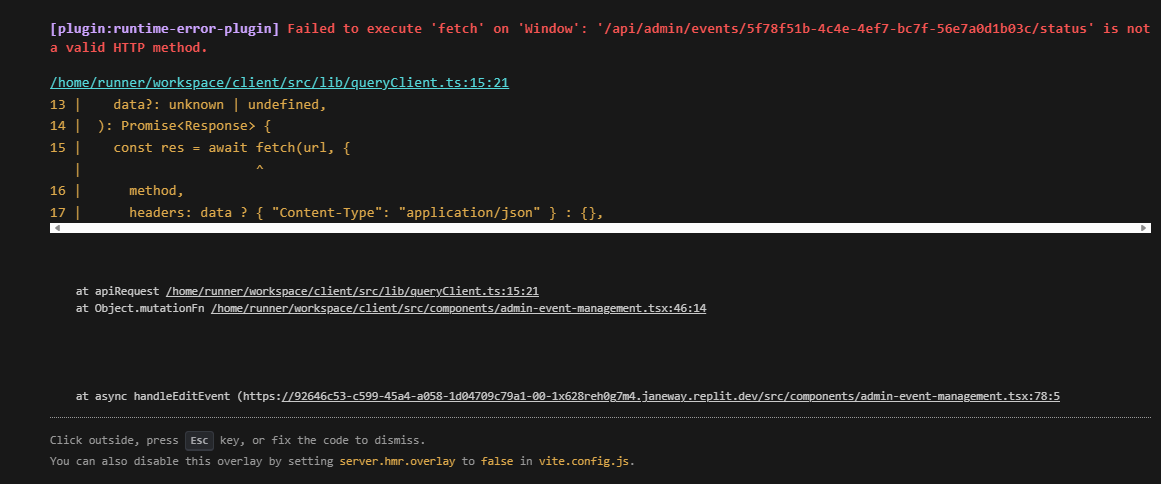 [plugin:runtime-error-plugin] Failed to execute 'fetch' on 'Window': '/api/admin/events/5f78f51b-4c4e-4ef7-bc7f-56e7a0d1b03c/status' is not
a valid HTTP method.
/home/runner/workspace/client/src/lib/queryClient.ts:15:21
13 |    data?: unknown | undefined,
14 |  ): Promise<Response> {
15 |    const res = await fetch(url, {
   |                      ^
16 |      method,
17 |      headers: data ? { "Content-Type": "application/json" } : {},
at apiRequest /home/runner/workspace/client/src/lib/queryClient.ts:15:21
at Object.mutationFn /home/runner/workspace/client/src/components/admin-event-management.tsx:46:14
at async handleEditEvent (https://92646c53-c599-45a4-a058-1d04709c79a1-00-1x628reh0g7m4.janeway.replit.dev/src/components/admin-event-management.tsx:78:5
Click outside, press Esc key, or fix the code to dismiss.
You can also disable this overlay by setting server.hmr.overlay to false in vite.config.js.